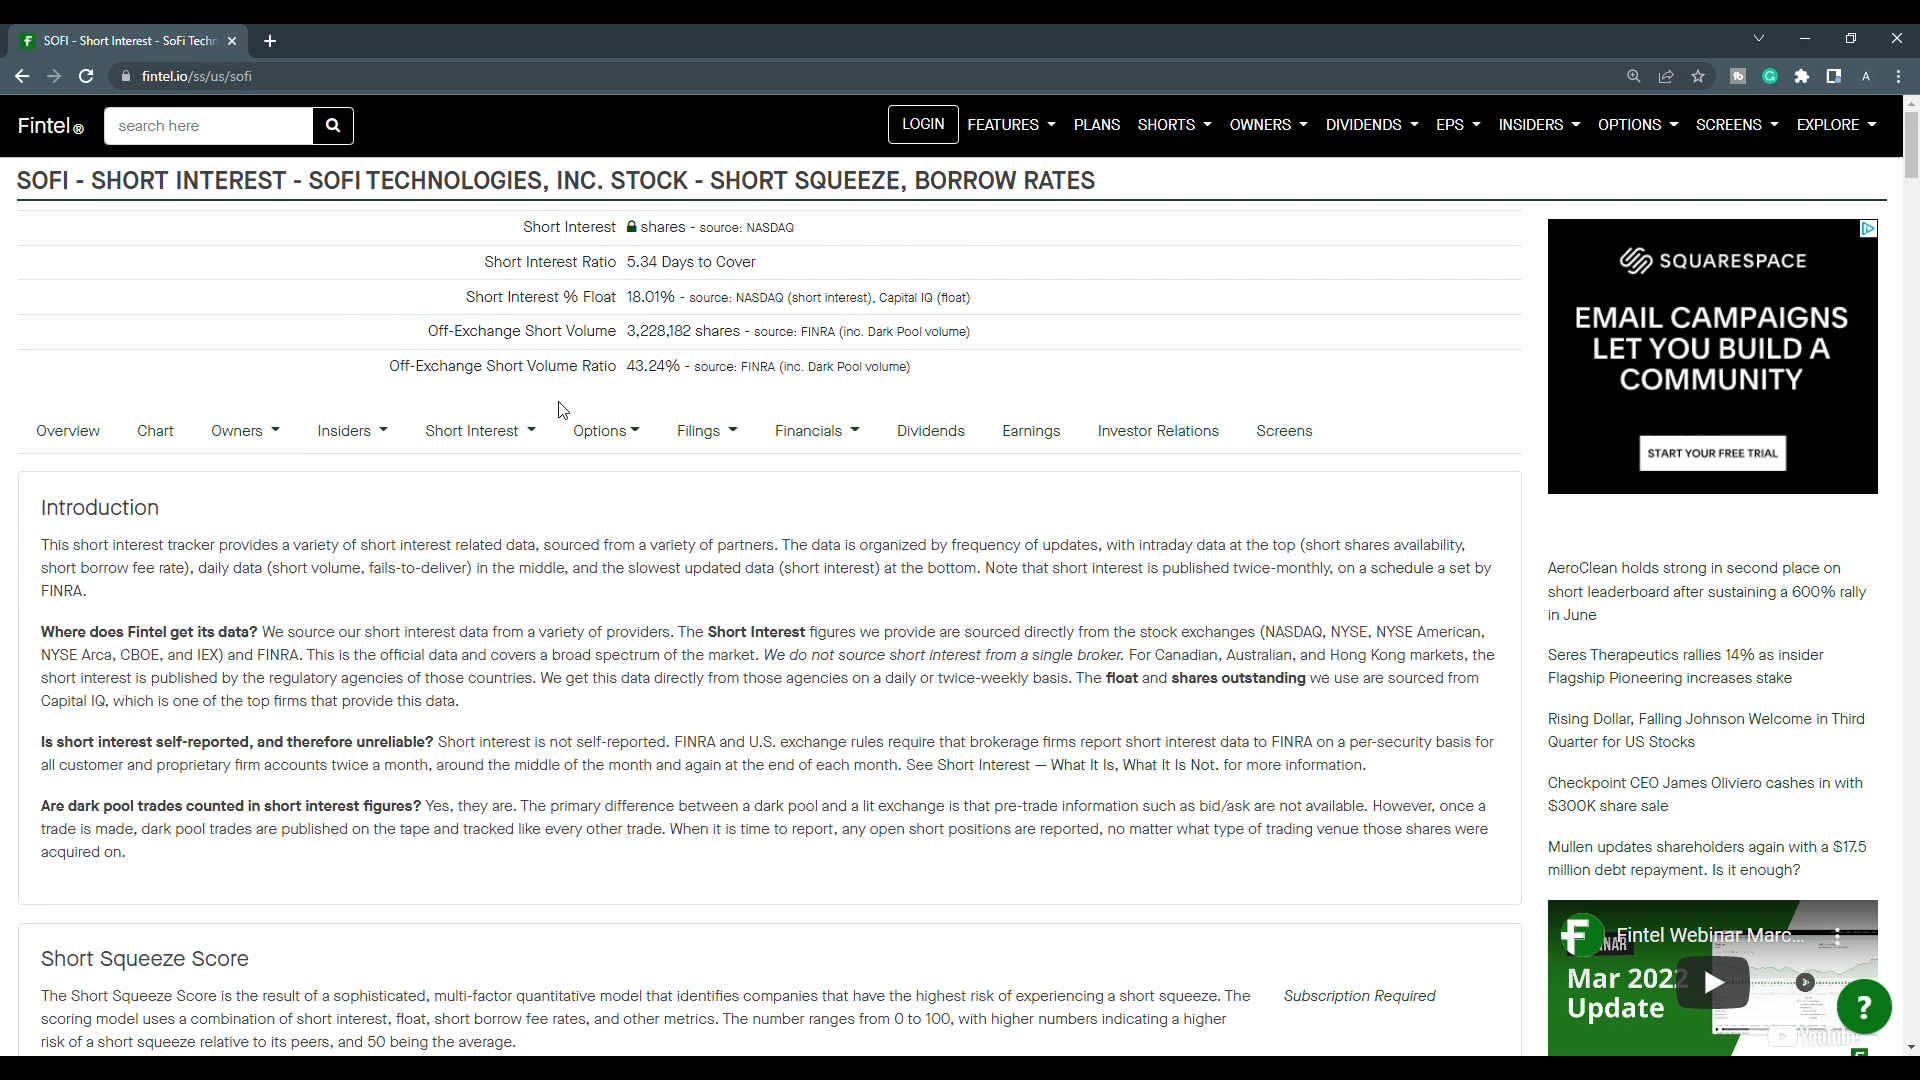 SOFI - Short Interest - SoFi Techn
fintel.io/ss/us/sofi
A
Fintel®
search here
LOGIN
FEATURES
PLANS
SHORTS
OWNERS
DIVIDENDS
EPS
INSIDERS
OPTIONS
SCREENS
EXPLORE
SOFI - SHORT INTEREST - SOFI TECHNOLOGIES, INC. STOCK - SHORT SQUEEZE, BORROW RATES
Short Interest shares - source: NASDAQ
Short Interest Ratio 5.34 Days to Cover
Short Interest % Float 18.01% - source: NASDAQ (short interest), Capital IQ (float)
Off-Exchange Short Volume 3,228,182 shares - source: FINRA (inc. Dark Pool volume)
Off-Exchange Short Volume Ratio 43.24% - source: FINRA (inc. Dark Pool volume)
Overview
Chart
Owners
Insiders
Short Interest
Options
Filings
Financials
Dividends
Earnings
Investor Relations
Screens
Introduction
This short interest tracker provides a variety of short interest related data, sourced from a variety of partners. The data is organized by frequency of updates, with intraday data at the top (short shares availability,
short borrow fee rate), daily data (short volume, fails-to-deliver) in the middle, and the slowest updated data (short interest) at the bottom. Note that short interest is published twice-monthly, on a schedule a set by
FINRA.
Where does Fintel get its data? We source our short interest data from a variety of providers. The Short Interest figures we provide are sourced directly from the stock exchanges (NASDAQ, NYSE, NYSE American,
NYSE Arca, CBOE, and IEX) and FINRA. This is the official data and covers a broad spectrum of the market. We do not source short interest from a single broker. For Canadian, Australian, and Hong Kong markets, the
short interest is published by the regulatory agencies of those countries. We get this data directly from those agencies on a daily or twice-weekly basis. The float and shares outstanding we use are sourced from
Capital IQ, which is one of the top firms that provide this data.
Is short interest self-reported, and therefore unreliable? Short interest is not self-reported. FINRA and U.S. exchange rules require that brokerage firms report short interest data to FINRA on a per-security basis for
all customer and proprietary firm accounts twice a month, around the middle of the month and again at the end of each month. See Short Interest — What It Is, What It Is Not. for more information.
Are dark pool trades counted in short interest figures? Yes, they are. The primary difference between a dark pool and a lit exchange is that pre-trade information such as bid/ask are not available. However, once a
trade is made, dark pool trades are published on the tape and tracked like every other trade. When it is time to report, any open short positions are reported, no matter what type of trading venue those shares were
acquired on.
Short Squeeze Score
The Short Squeeze Score is the result of a sophisticated, multi-factor quantitative model that identifies companies that have the highest risk of experiencing a short squeeze. The
scoring model uses a combination of short interest, float, short borrow fee rates, and other metrics. The number ranges from 0 to 100, with higher numbers indicating a higher
risk of a short squeeze relative to its peers, and 50 being the average.
Subscription Required
SQUARESPACE
EMAIL CAMPAIGNS
LET YOU BUILD A
COMMUNITY
START YOUR FREE TRIAL
AeroClean holds strong in second place on
short leaderboard after sustaining a 600% rally
in June
Seres Therapeutics rallies 14% as insider
Flagship Pioneering increases stake
Rising Dollar, Falling Johnson Welcome in Third
Quarter for US Stocks
Checkpoint CEO James Oliviero cashes in with
$300K share sale
Mullen updates shareholders again with a $17.5
million debt repayment. Is it enough?
Fintel Webinar Marc...
Mar 2022
Update
YouTube
?